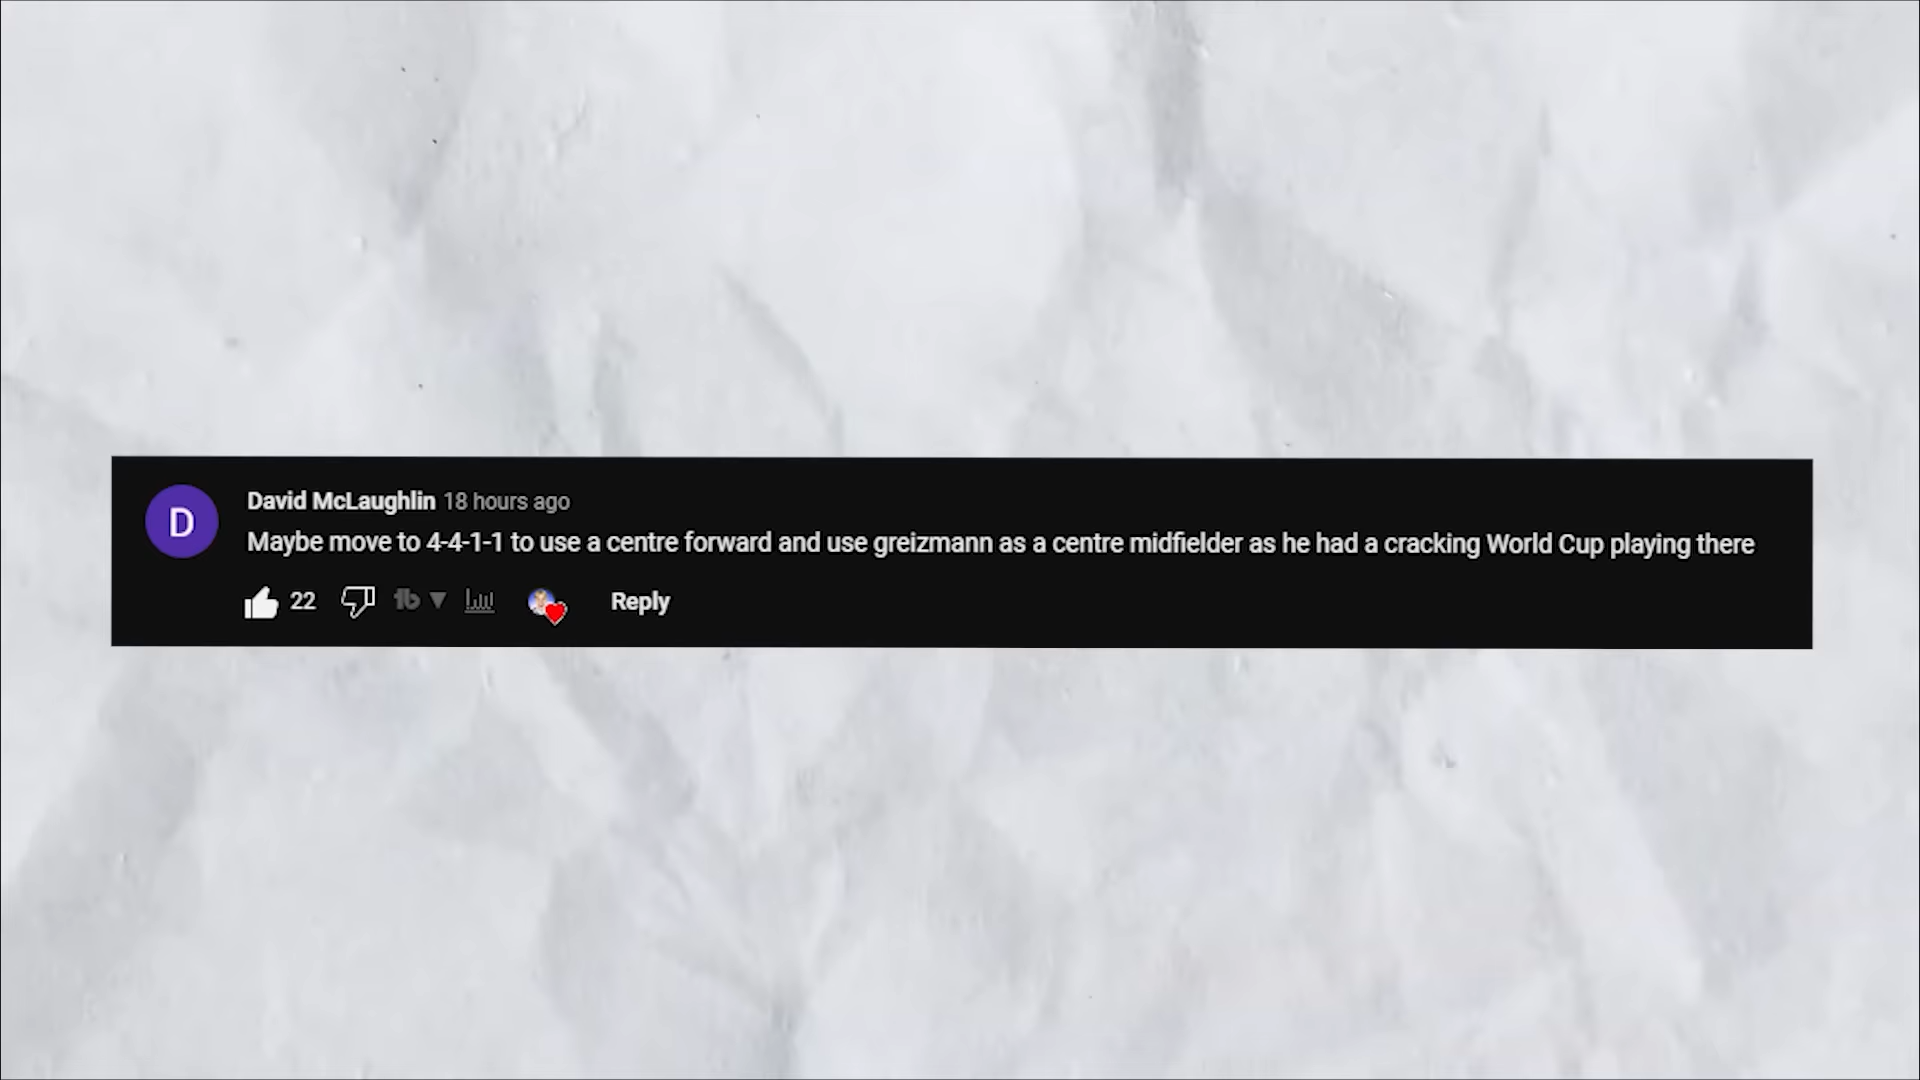 D
David McLaughlin 18 hours ago
Maybe move to 4-4-1-1 to use a centre forward and use greizmann as a centre midfielder as he had a cracking World Cup playing there
22 tb Reply